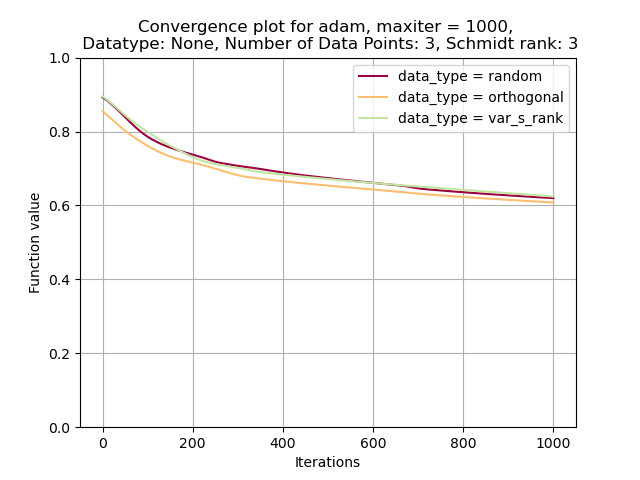 Convergence plot for adam, maxiter = 1000,
Datatype: None, Number of Data Points: 3, Schmidt rank: 3
data_type = random
data_type = orthogonal
data_type = var_s_rank
1.0
0.8
0.6
0.4
0.2
0.0
Function value
0 200 400 600 800 1000
Iterations